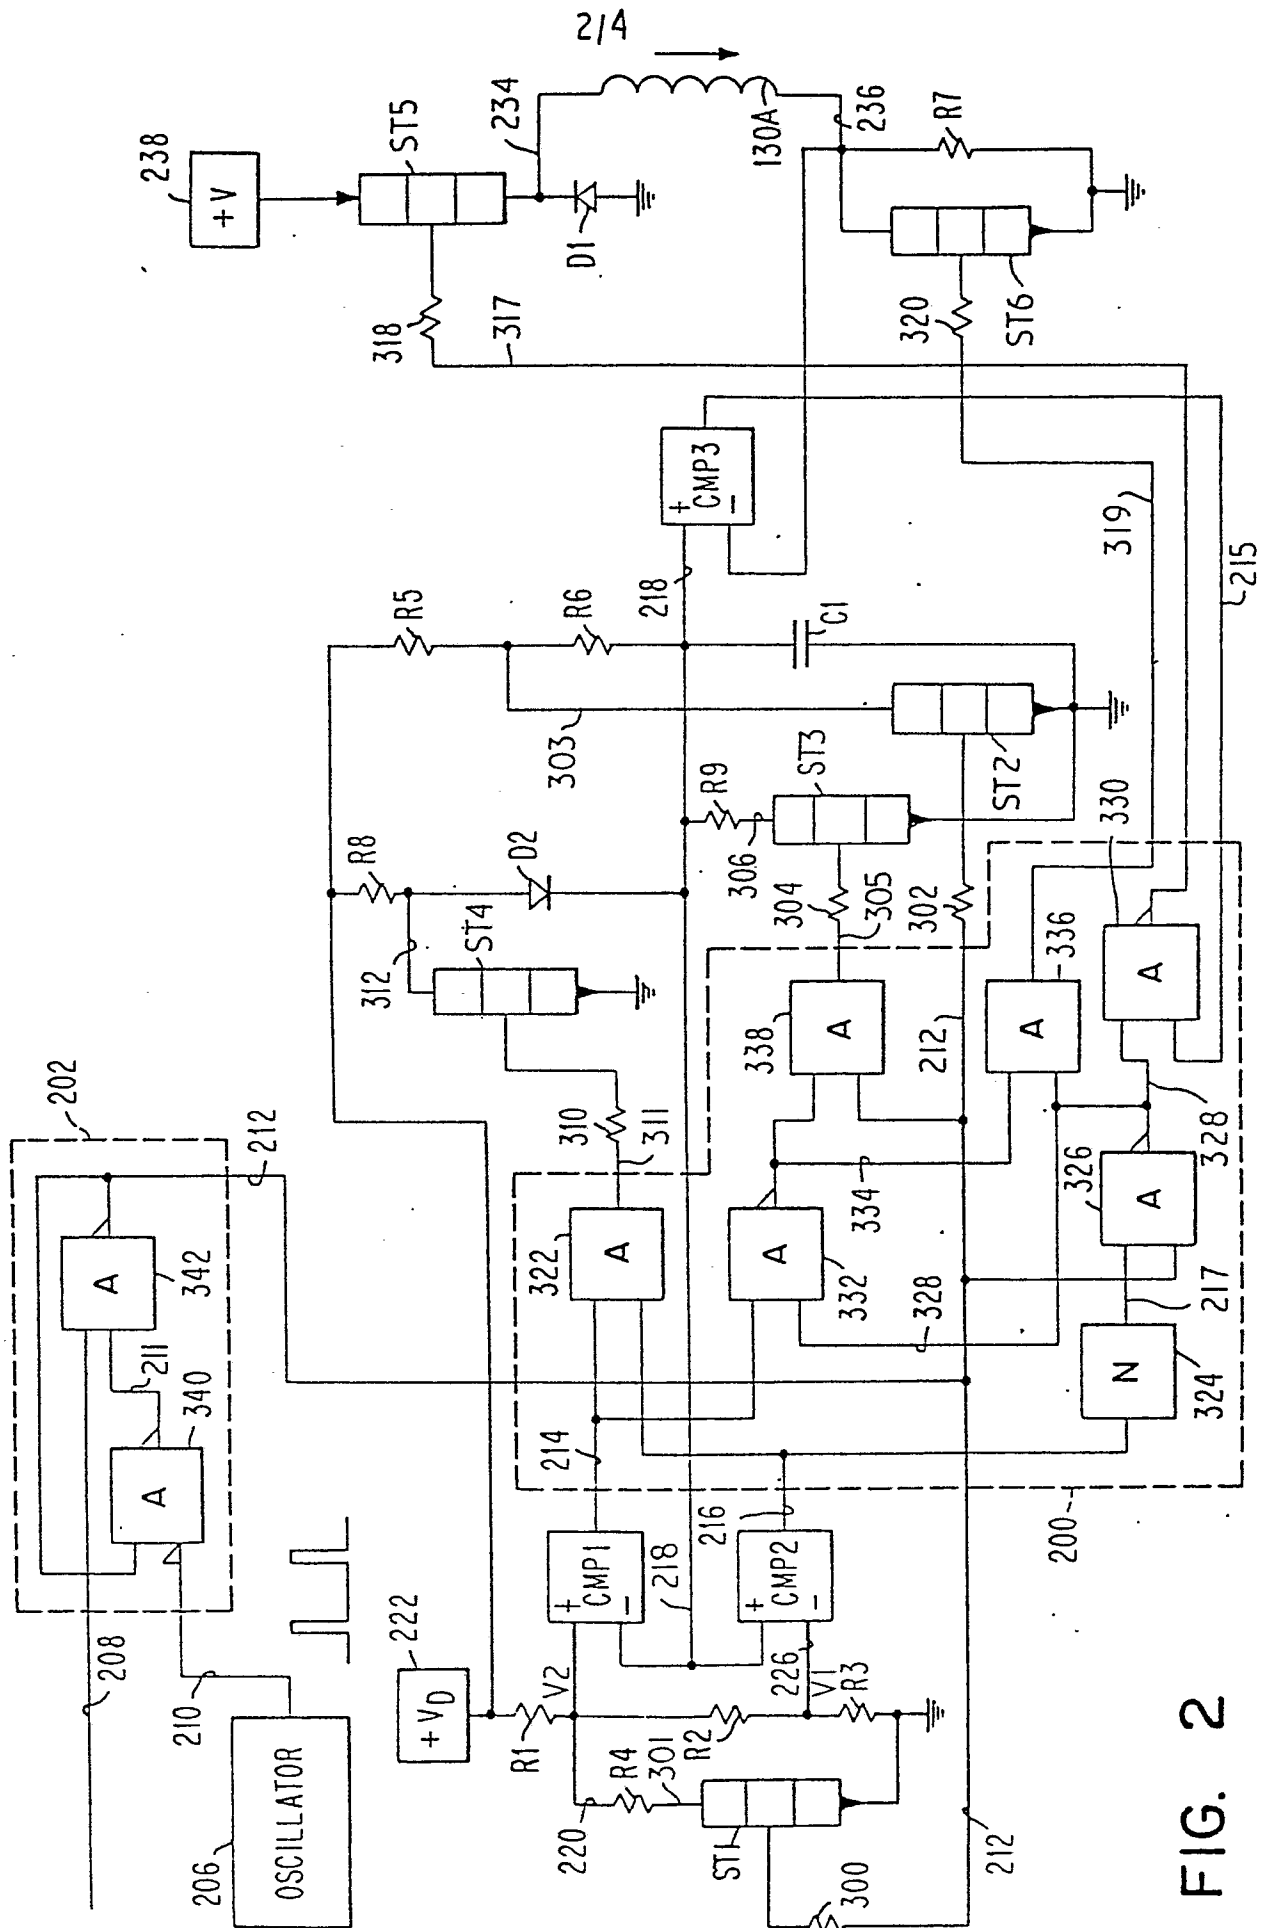 2/4
202
208
210
206
OSCILLATOR
A
340
211
A
342
212
238
+V
ST5
234
318
317
D1
130A
236
R7
320
ST6
222
+VD
R1
V2
220
R4
301
R2
226
V1
R3
ST1
300
212
+
CMP1
-
214
218
216
+
CMP2
-
200
322
A
311
310
312
ST4
R8
D2
R5
R6
303
218
+
CMP3
-
C1
R9
306
ST3
304
305
302
ST2
338
A
212
332
A
334
328
N
324
217
326
A
328
336
A
330
A
319
215
FIG. 2